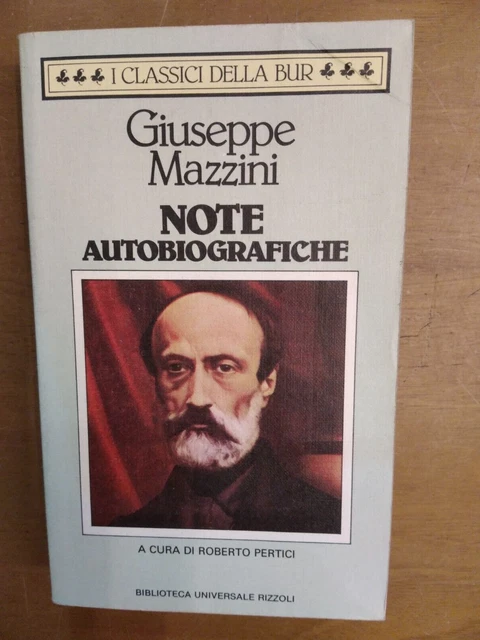 I CLASSICI DELLA BUR
Giuseppe
Mazzini
NOTE
AUTOBIOGRAFICHE
A CURA DI ROBERTO PERTICI
BIBLIOTECA UNIVERSALE RIZZOLI